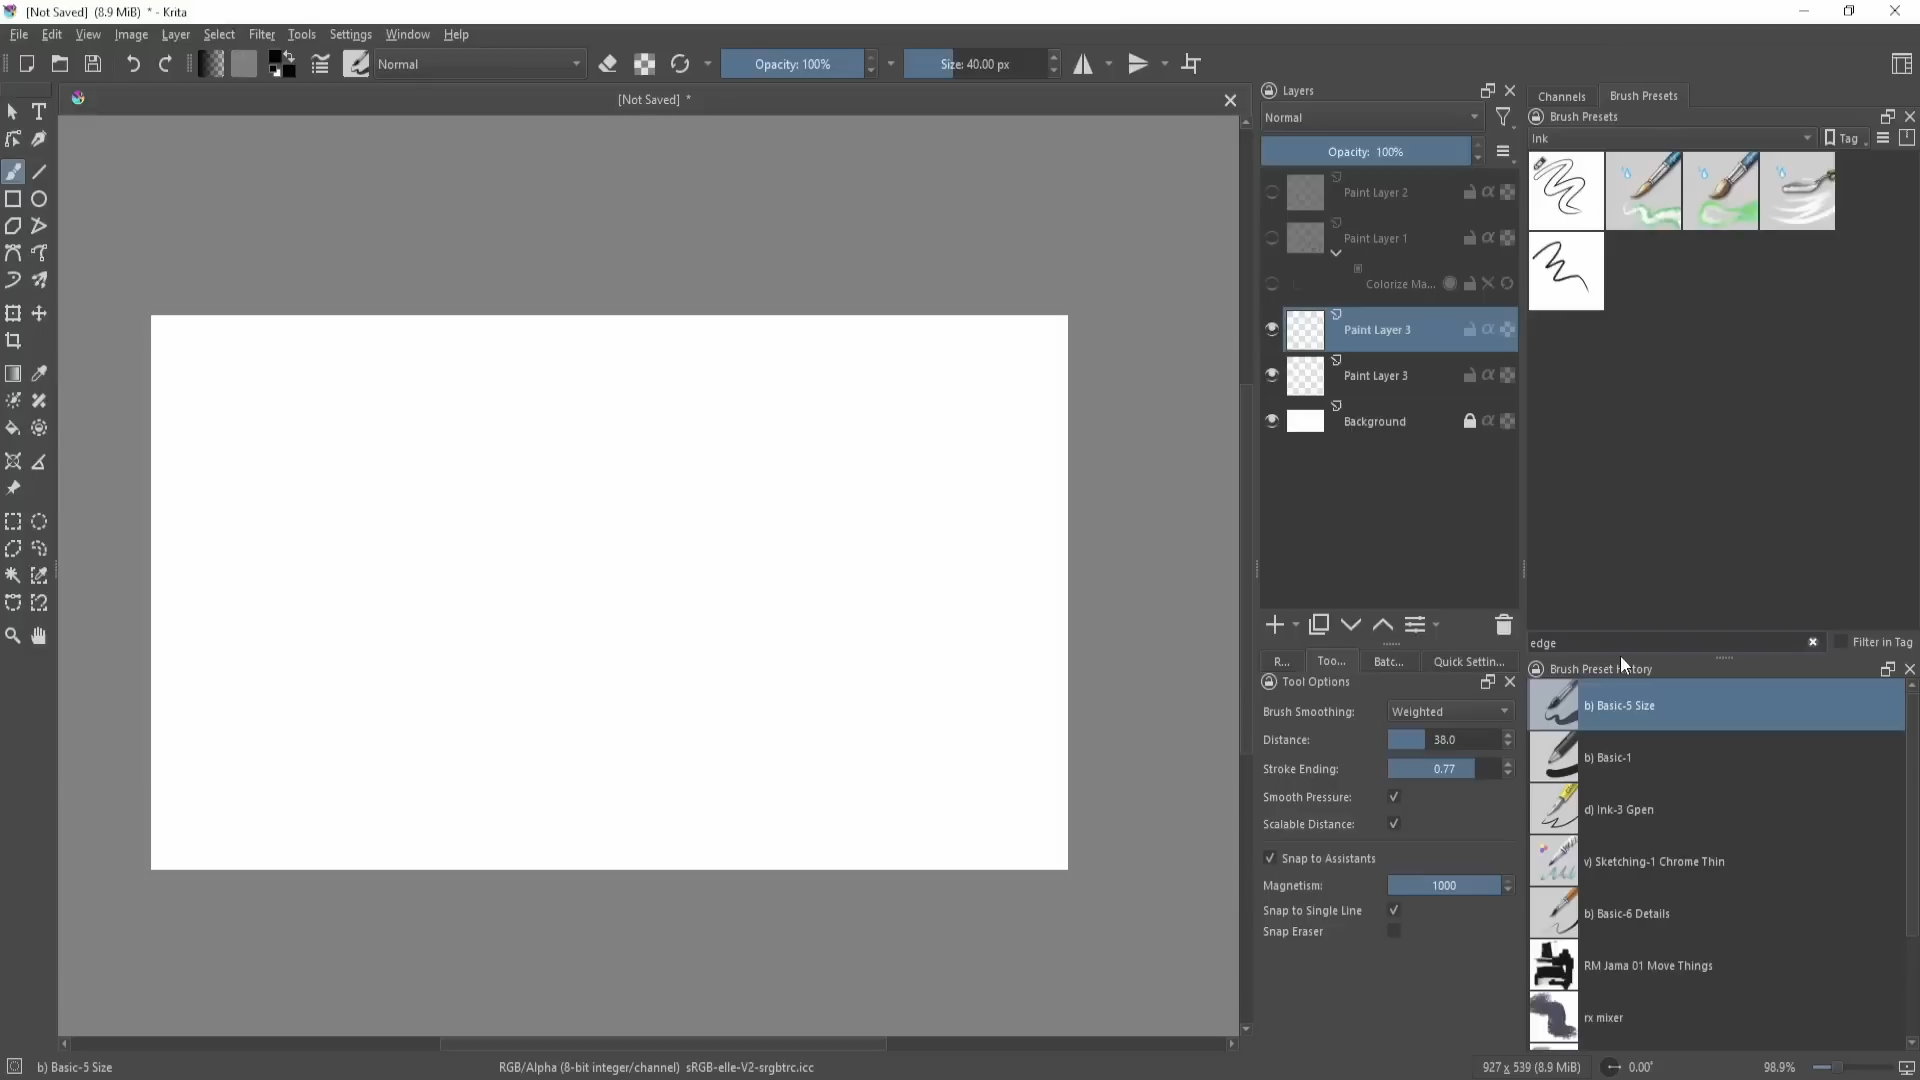 [Not Saved] (8.9 MiB) * - Krita
File Edit View Image Layer Select Filter Tools Settings Window Help
Normal
Opacity: 100%
Size: 40.00 px
[Not Saved] *
Layers
Normal
Opacity: 100%
Paint Layer 2
Paint Layer 1
Colorize Ma...
Paint Layer 3
Paint Layer 3
Background
R... Too... Batc... Quick Settin...
Tool Options
Brush Smoothing: Weighted
Distance: 38.0
Stroke Ending: 0.77
Smooth Pressure:
Scalable Distance:
Snap to Assistants
Magnetism: 1000
Snap to Single Line
Snap Eraser
Channels Brush Presets
Brush Presets
Ink
Tag
edge
Filter in Tag
Brush Preset History
b) Basic-5 Size
b) Basic-1
d) Ink-3 Gpen
v) Sketching-1 Chrome Thin
b) Basic-6 Details
RM Jama 01 Move Things
rx mixer
b) Basic-5 Size
RGB/Alpha (8-bit integer/channel) sRGB-elle-V2-srgbtrc.icc
927 x 539 (8.9 MiB)
0.00°
98.9%